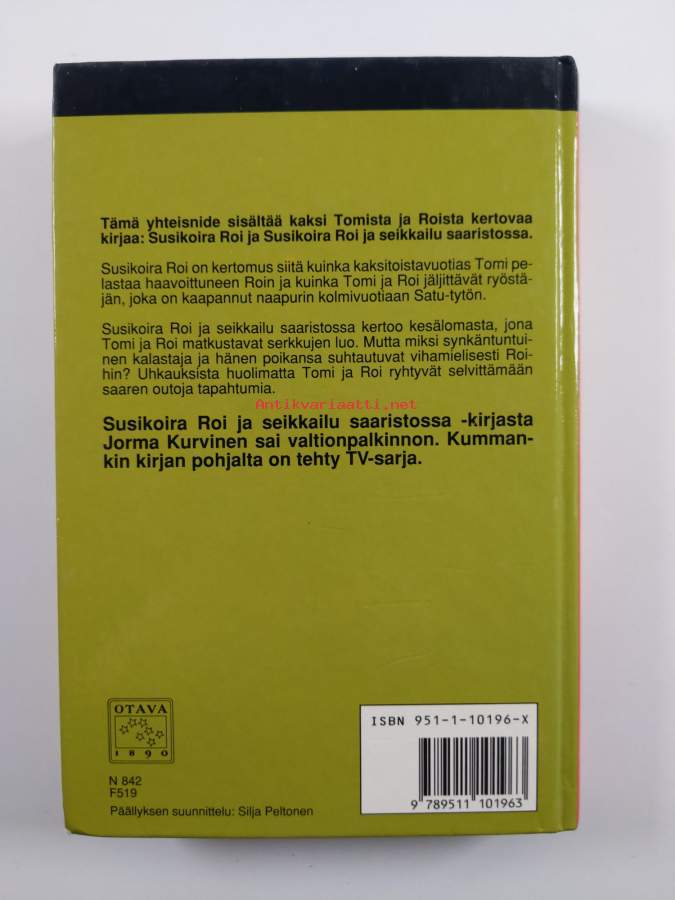 Tämä yhteisnide sisältää kaksi Tomista ja Roista kertovaa
kirjaa: Susikoira Roi ja Susikoira Roi ja seikkailu saaristossa.
Susikoira Roi on kertomus siitä kuinka kaksitoistavuotias Tomi pe-
lastaa haavoittuneen Roin ja kuinka Tomi ja Roi jäljittävät ryöstä-
jän, joka on kaapannut naapurin kolmivuotiaan Satu-tytön.
Susikoira Roi ja seikkailu saaristossa kertoo kesälomasta, jona
Tomi ja Roi matkustavat serkkujen luo. Mutta miksi synkäntuntui-
nen kalastaja ja hänen poikansa suhtautuvat vihamielisesti Roi-
hin? Uhkauksista huolimatta Tomi ja Roi ryhtyvät selvittämään
saaren outoja tapahtumia.
Antikvariaatti.net
Susikoira Roi ja seikkailu saaristossa -kirjasta
Jorma Kurvinen sai valtionpalkinnon. Kumman-
kin kirjan pohjalta on tehty TV-sarja.
OTAVA
1890
N 842
F519
Päällyksen suunnittelu: Silja Peltonen
ISBN 951-1-10196-X
9 789511 101963